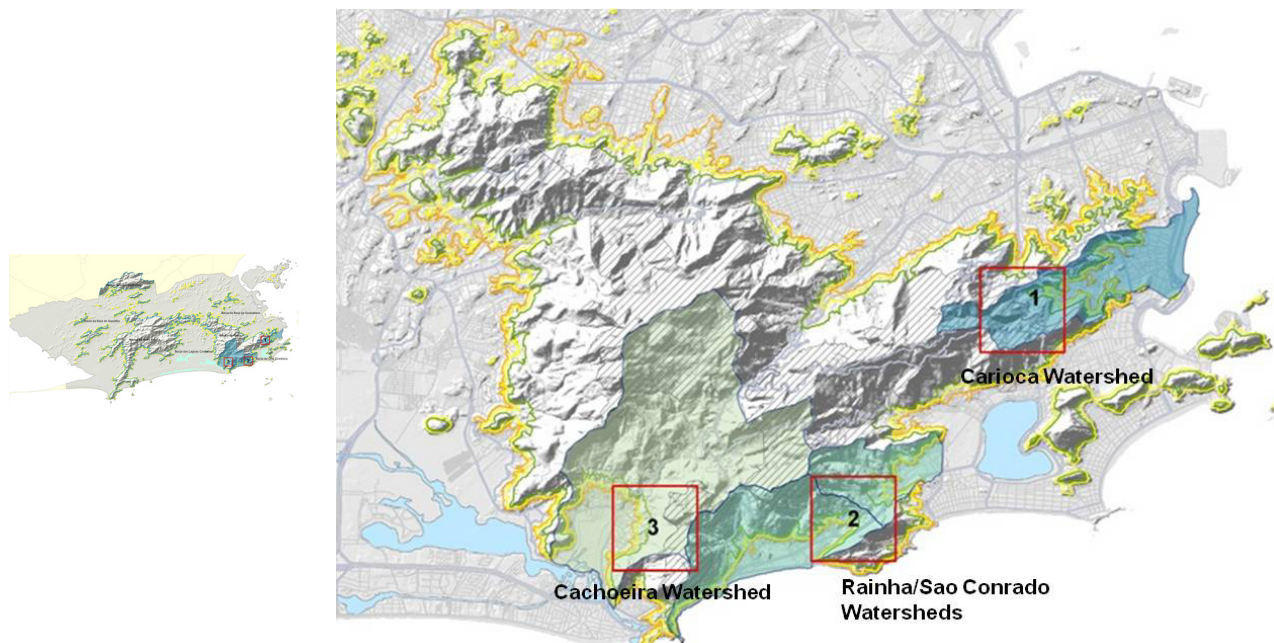 1
Carioca Watershed
2
3
Cachoeira Watershed
Rainha/Sao Conrado
Watersheds